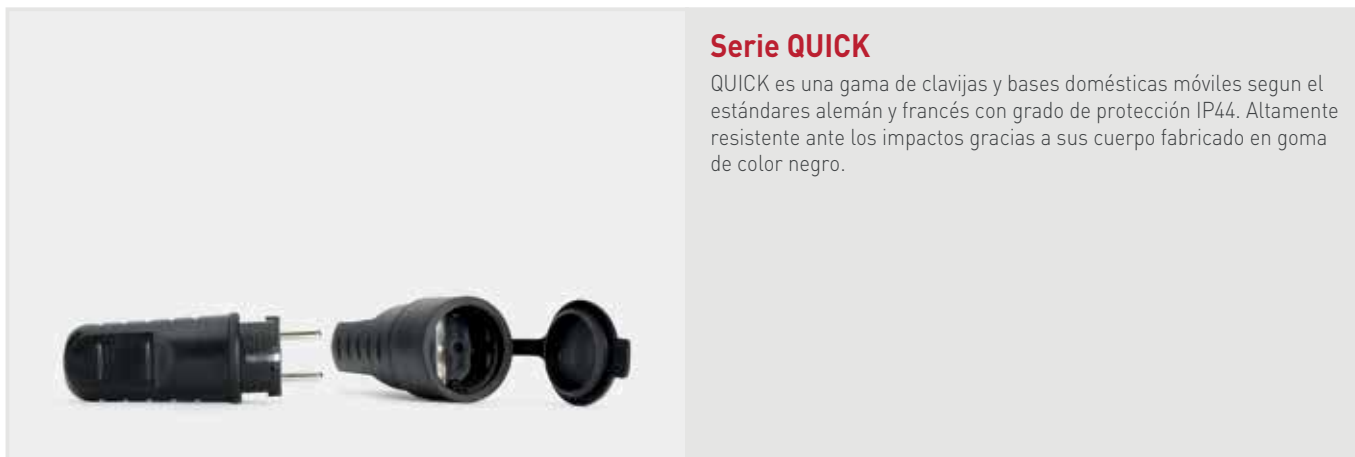 Serie QUICK
QUICK es una gama de clavijas y bases domésticas móviles segun el
estándares alemán y francés con grado de protección IP44. Altamente
resistente ante los impactos gracias a sus cuerpo fabricado en goma
de color negro.